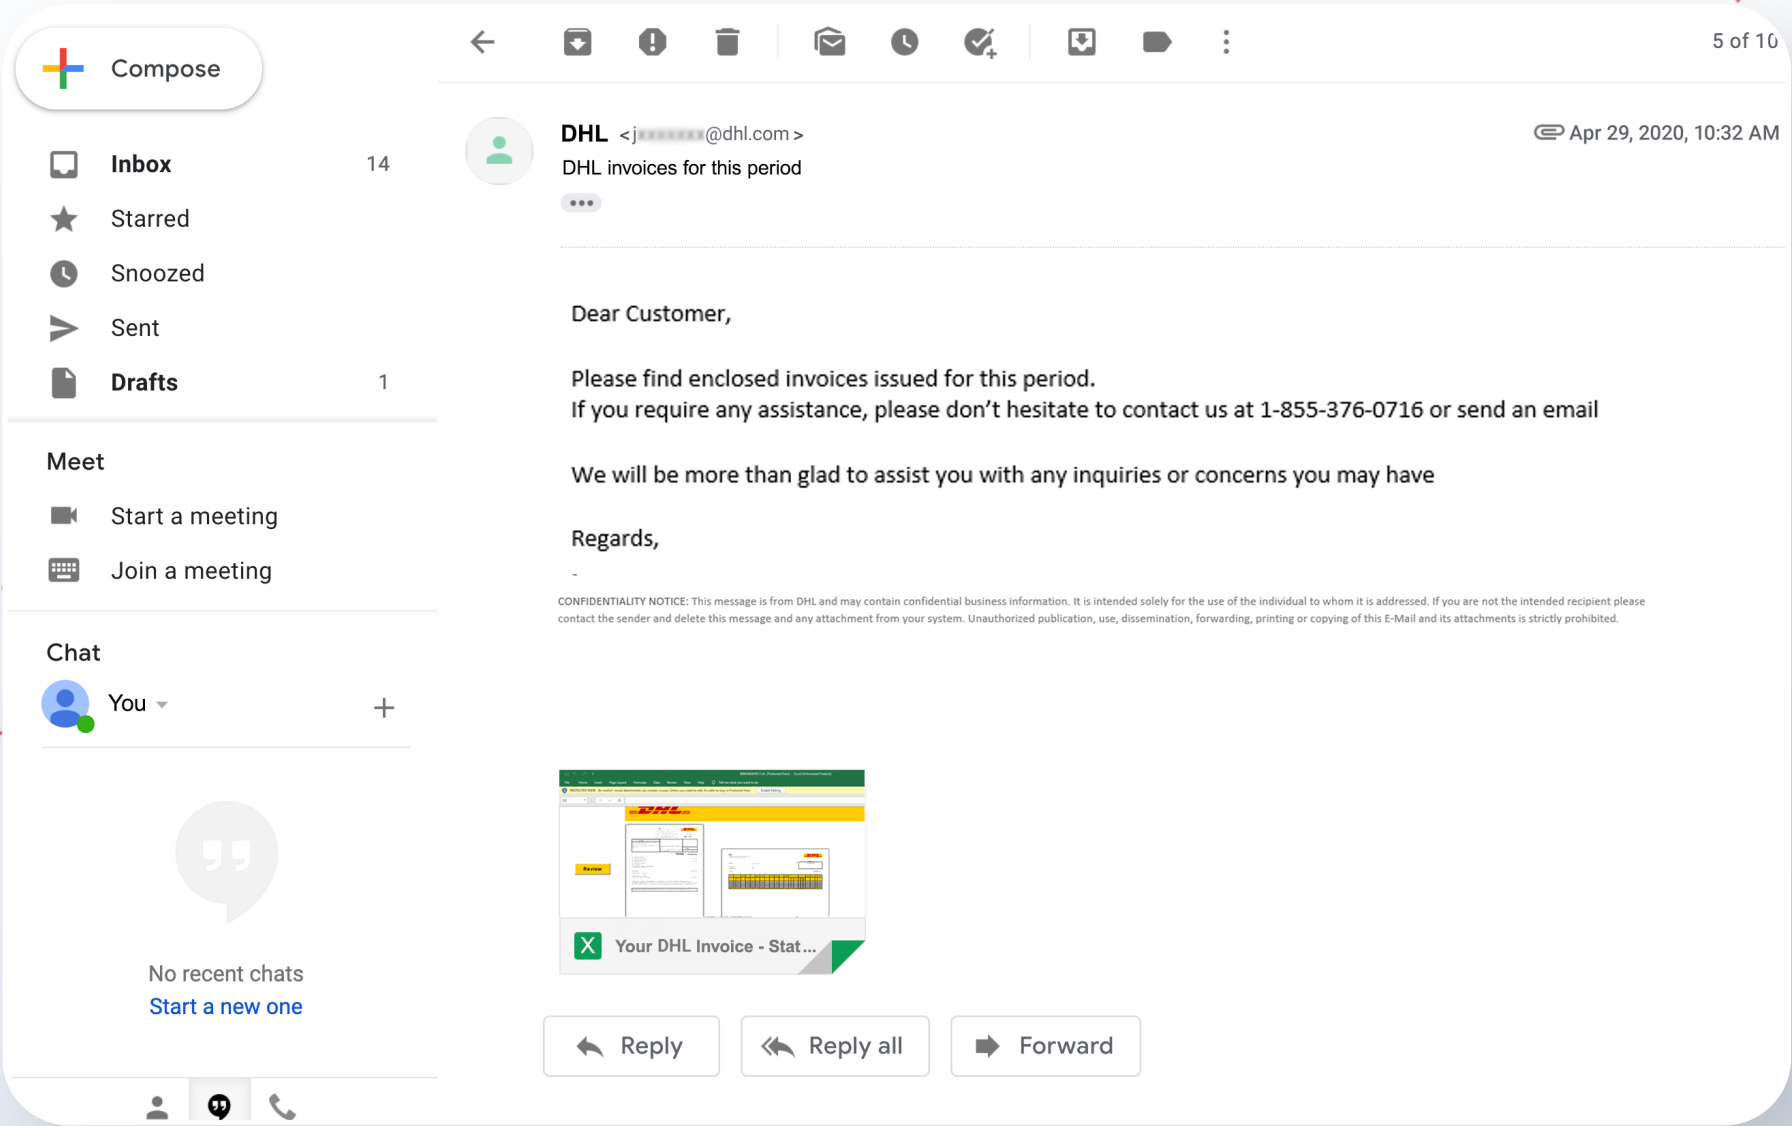 Compose
5 of 10
Inbox 14
Starred
Snoozed
Sent
Drafts 1
Meet
Start a meeting
Join a meeting
Chat
You
No recent chats
Start a new one
DHL <j @dhl.com>
Apr 29, 2020, 10:32 AM
DHL invoices for this period
Dear Customer,
Please find enclosed invoices issued for this period.
If you require any assistance, please don't hesitate to contact us at 1-855-376-0716 or send an email
We will be more than glad to assist you with any inquiries or concerns you may have
Regards,
-
CONFIDENTIALITY NOTICE: This message is from DHL and may contain confidential business information. It is intended solely for the use of the individual to whom it is addressed. If you are not the intended recipient please
contact the sender and delete this message and any attachment from your system. Unauthorized publication, use, dissemination, forwarding, printing or copying of this E-Mail and its attachments is strictly prohibited.
DHL
Review
X Your DHL Invoice - Stat...
Reply
Reply all
Forward